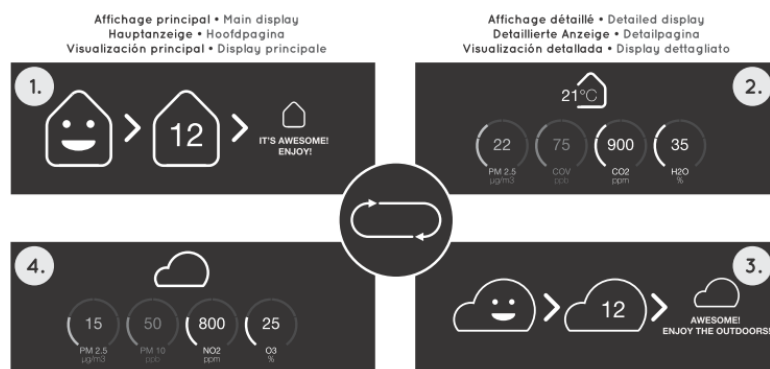 Affichage principal • Main display
Hauptanzeige • Hoofdpagina
Visualización principal • Display principale
Affichage détaillé • Detailed display
Detaillierte Anzeige • Detailpagina
Visualización detallada • Display dettagliato
1.
12
IT'S AWESOME!
ENJOY!
2.
21°C
22 75 900 35
PM 2.5 COV CO2 H2O
µg/m3 ppb ppm %
4.
15 50 800 25
PM 2.5 PM 10 NO2 O3
µg/m3 ppb ppm %
3.
12
AWESOME!
ENJOY THE OUTDOORS!